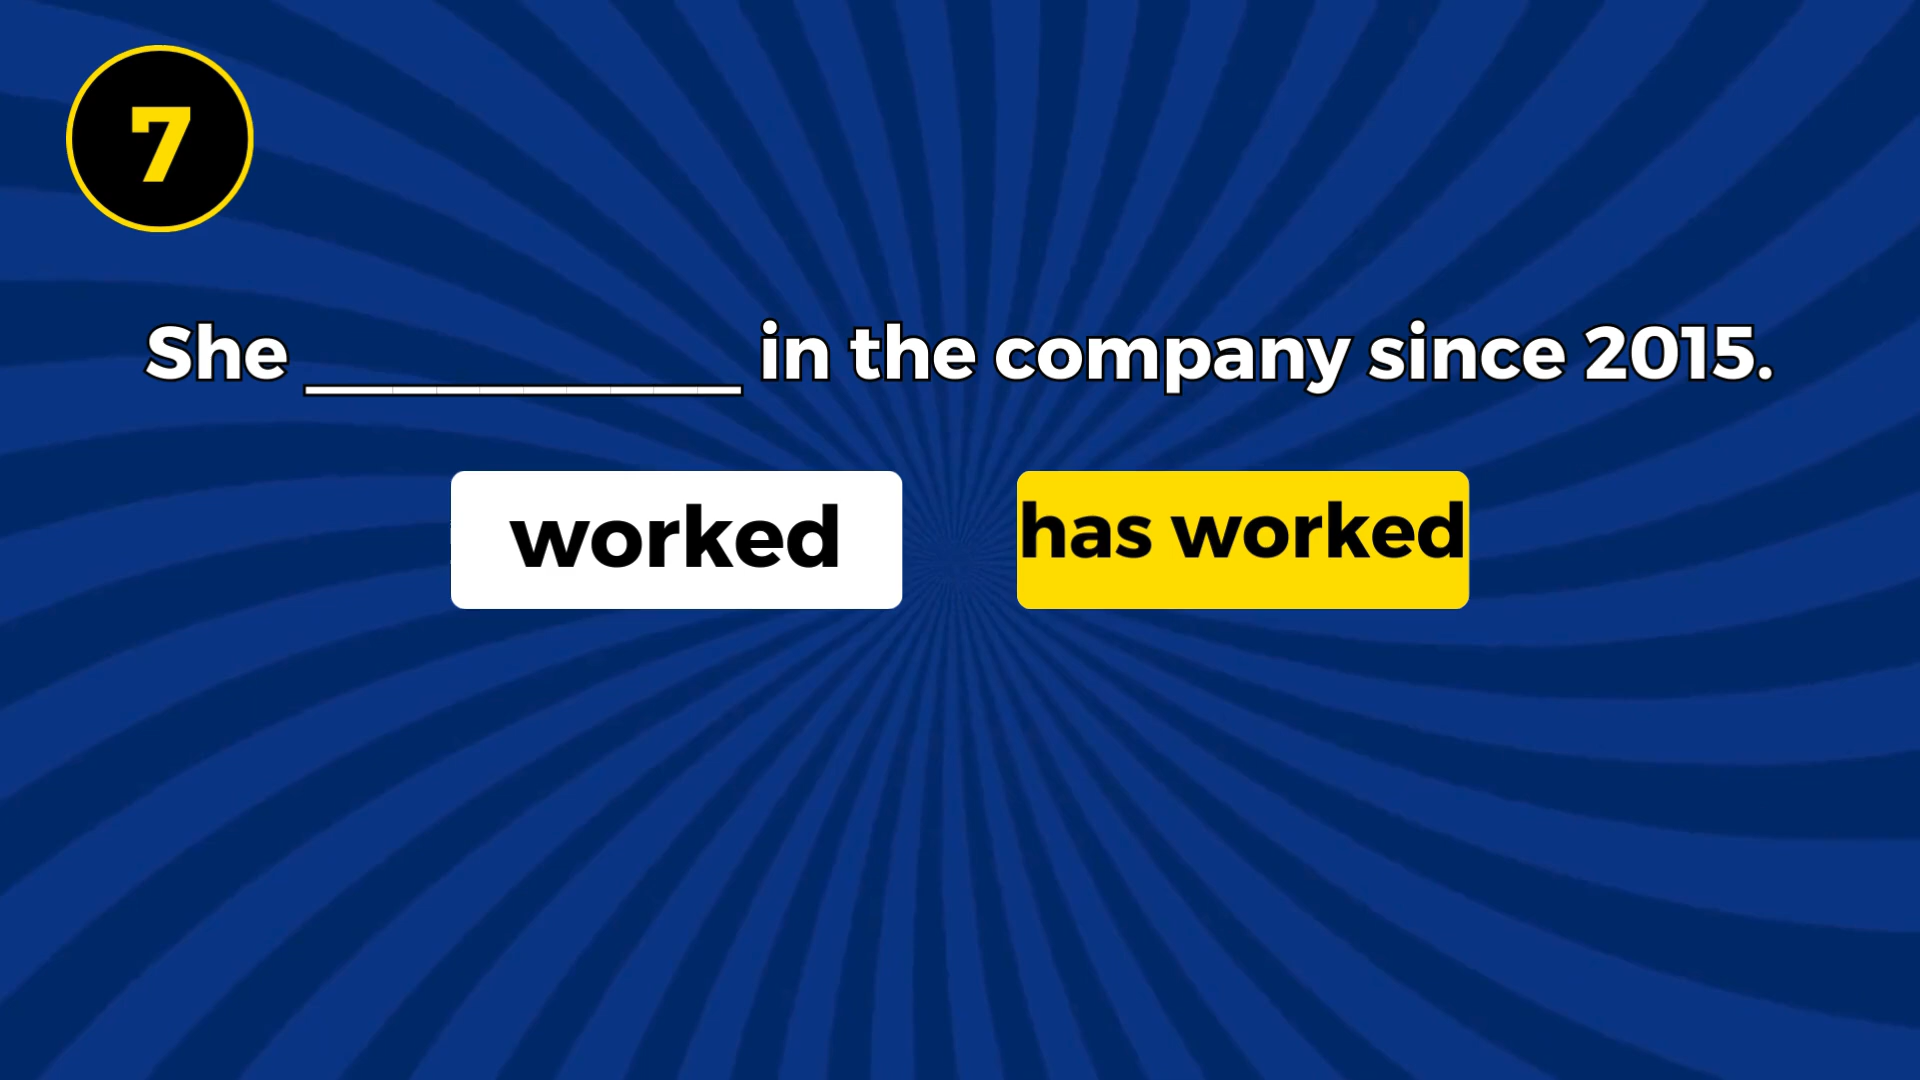 7
She __________ in the company since 2015.
worked
has worked